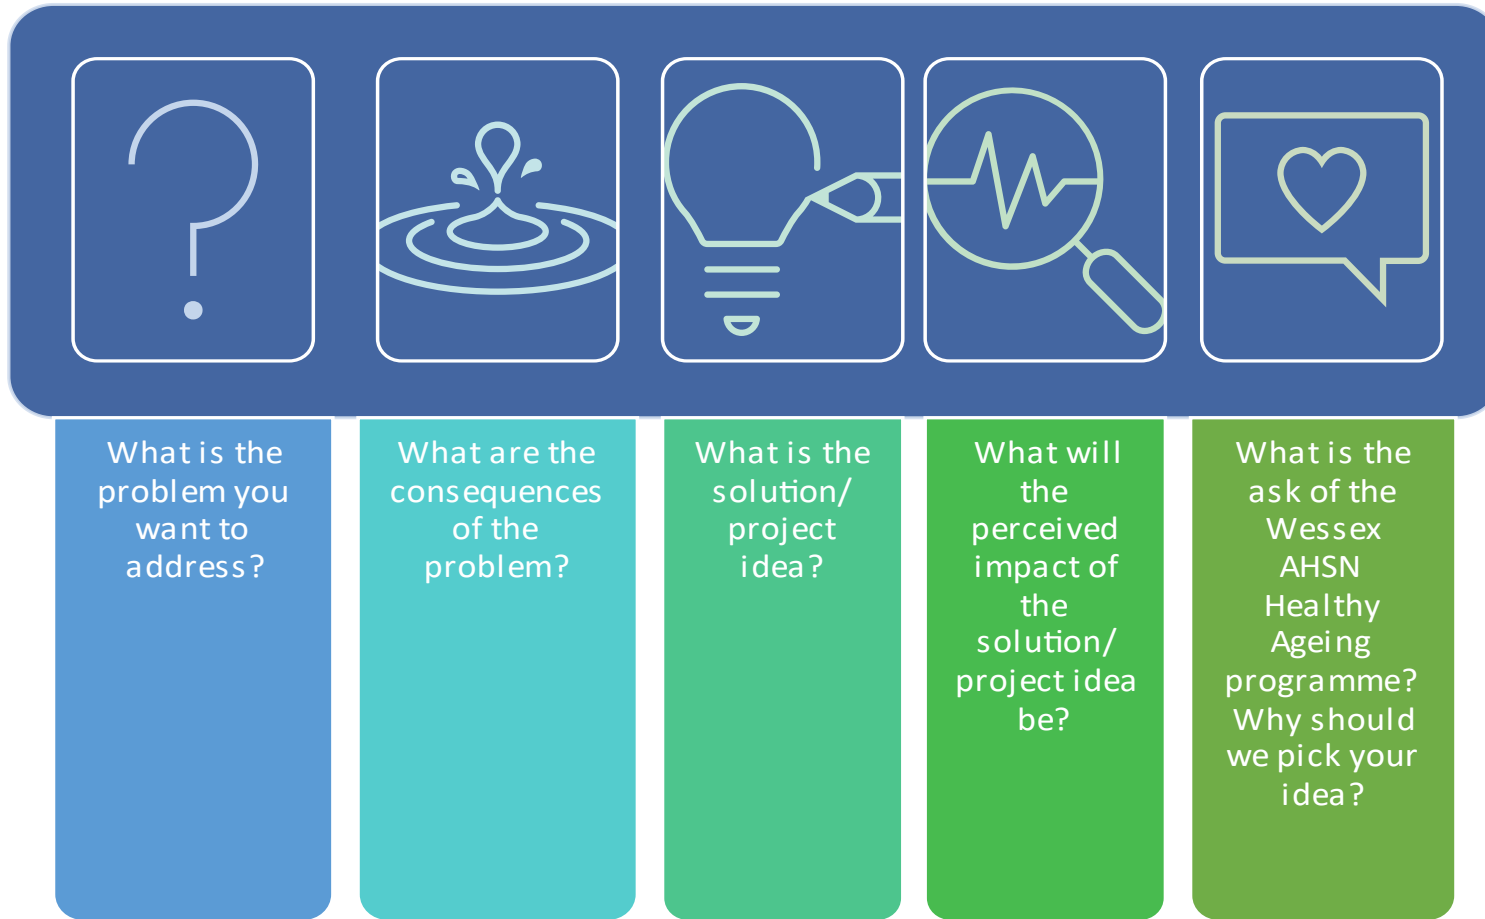 What is the
problem you
want to
address?
What are the
consequences
of the
problem?
What is the
solution/
project
idea?
What will
the
perceived
impact of
the
solution/
project idea
be?
What is the
ask of the
Wessex
AHSN
Healthy
Ageing
programme?
Why should
we pick your
idea?